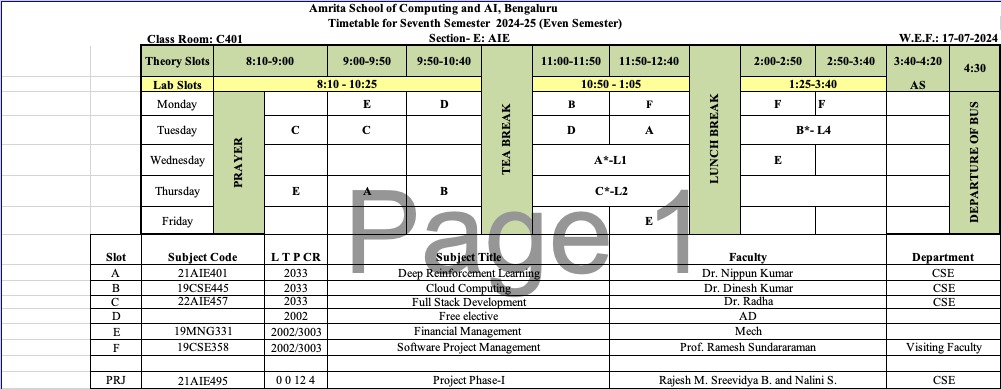 Amrita School of Computing and AI, Bengaluru
Timetable for Seventh Semester 2024-25 (Even Semester)
Class Room: C401 Section- E: AIE W.E.F.: 17-07-2024
Theory Slots 8:10-9:00 9:00-9:50 9:50-10:40 TEA BREAK 11:00-11:50 11:50-12:40 LUNCH BREAK 2:00-2:50 2:50-3:40 3:40-4:20 4:30
Lab Slots 8:10 - 10:25 10:50 - 1:05 1:25-3:40 AS
Monday PRAYER E D B F F F DEPARTURE OF BUS
Tuesday C C D A B*- L4
Wednesday A*-L1 E
Thursday E A B C*-L2
Friday E
Page 1
Slot Subject Code L T P CR Subject Title Faculty Department
A 21AIE401 2033 Deep Reinforcement Learning Dr. Nippun Kumar CSE
B 19CSE445 2033 Cloud Computing Dr. Dinesh Kumar CSE
C 22AIE457 2033 Full Stack Development Dr. Radha CSE
D 2002 Free elective AD
E 19MNG331 2002/3003 Financial Management Mech
F 19CSE358 2002/3003 Software Project Management Prof. Ramesh Sundararaman Visiting Faculty
PRJ 21AIE495 0 0 12 4 Project Phase-I Rajesh M. Sreevidya B. and Nalini S. CSE